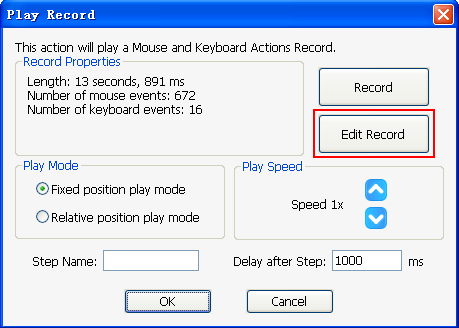 Play Record
This action will play a Mouse and Keyboard Actions Record.
Record Properties
Length: 13 seconds, 891 ms
Number of mouse events: 672
Number of keyboard events: 16
Record
Edit Record
Play Mode
Fixed position play mode
Relative position play mode
Play Speed
Speed 1x
Step Name:
Delay after Step: 1000 ms
OK
Cancel